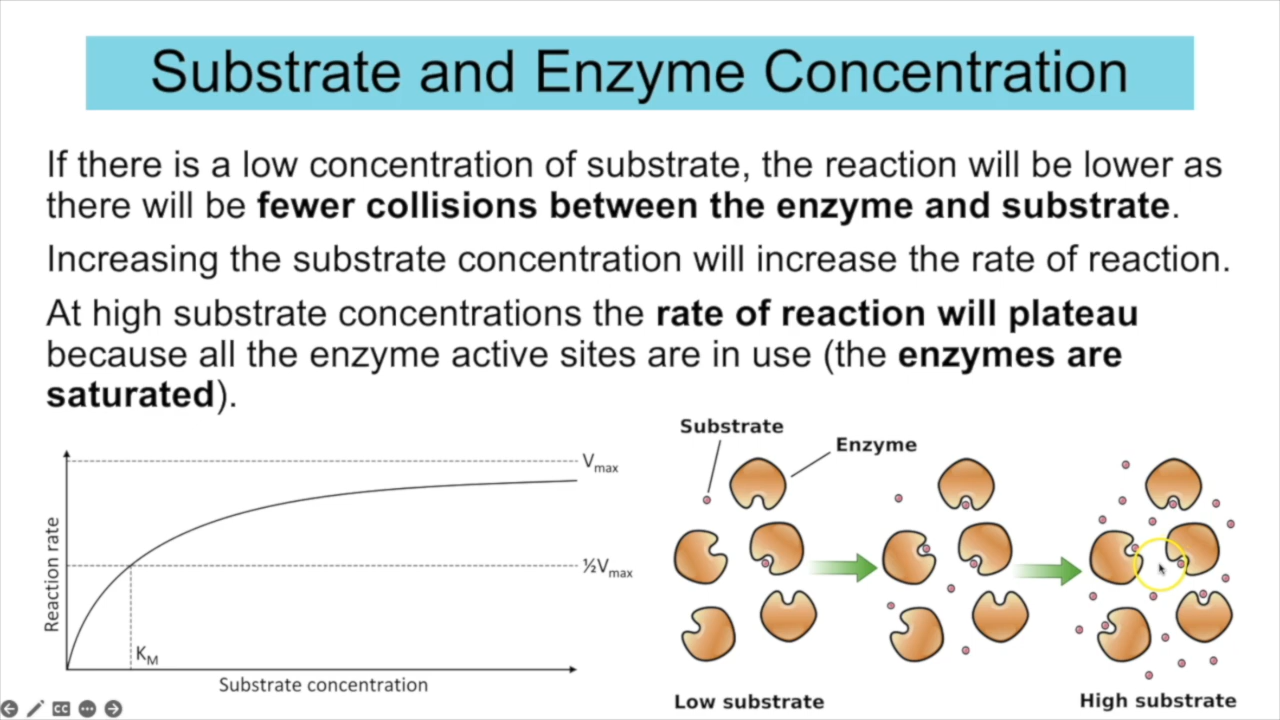 Substrate and Enzyme Concentration
If there is a low concentration of substrate, the reaction will be lower as
there will be fewer collisions between the enzyme and substrate.
Increasing the substrate concentration will increase the rate of reaction.
At high substrate concentrations the rate of reaction will plateau
because all the enzyme active sites are in use (the enzymes are
saturated).
Vmax
½Vmax
KM
Reaction rate
Substrate concentration
Substrate
Enzyme
Low substrate
High substrate
CC